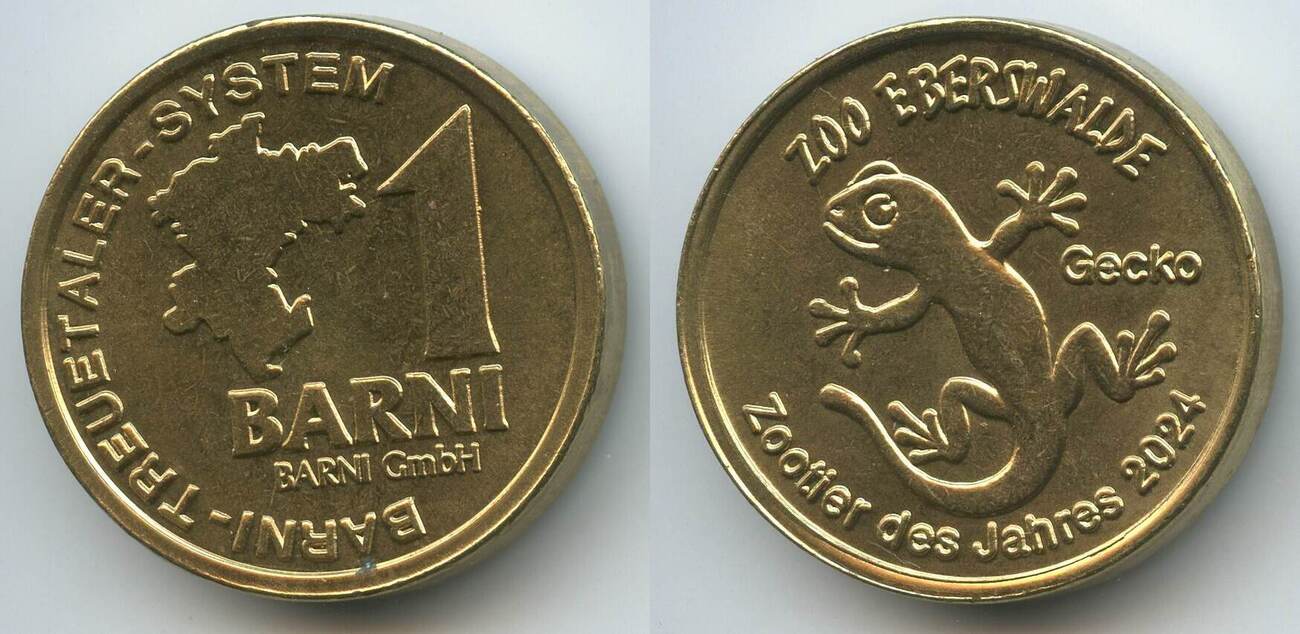 BARNI-TREUETALER-SYSTEM
1
BARNI
BARNI GmbH
ZOO EBERSWALDE
Gecko
Zootier des Jahres 2024